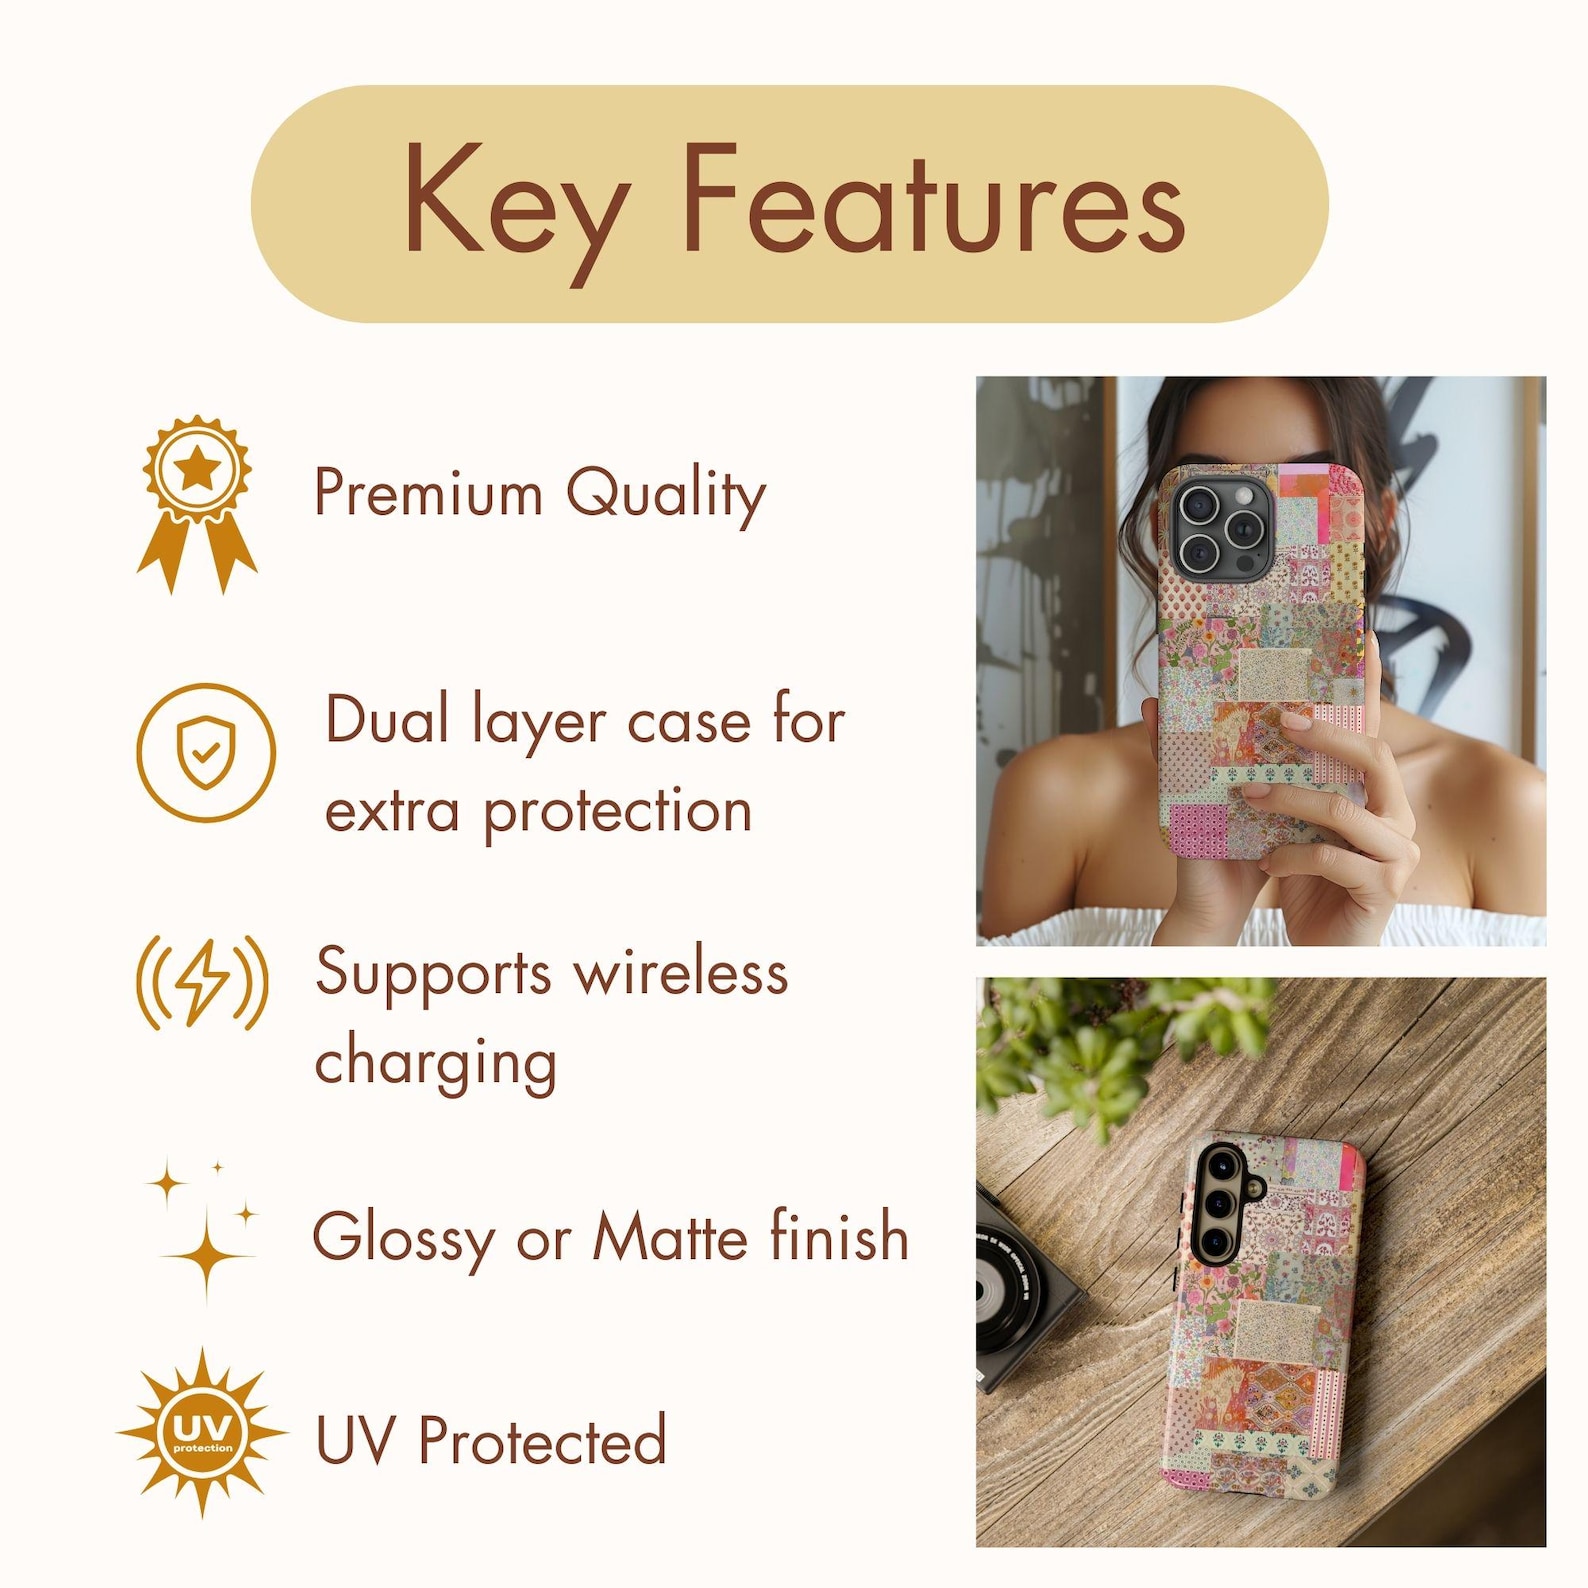 Key Features
Premium Quality
Dual layer case for
extra protection
Supports wireless
charging
Glossy or Matte finish
UV
protection
UV Protected